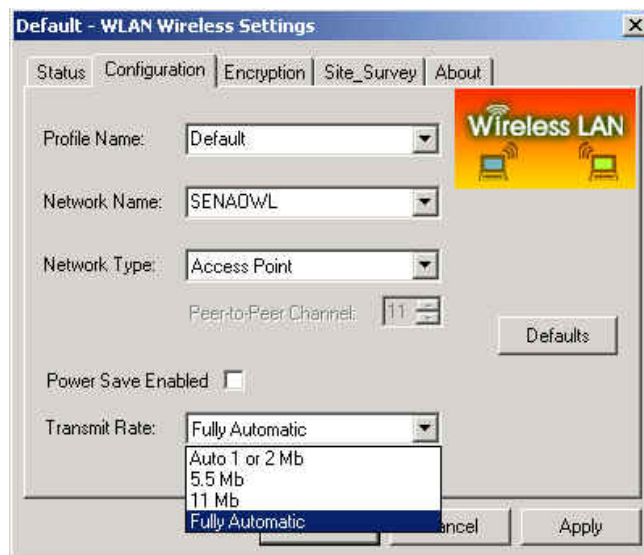 Default - WLAN Wireless Settings
Status Configuration Encryption Site_Survey About
Wireless LAN
Profile Name: Default
Network Name: SENAOWL
Network Type: Access Point
Peer-to-Peer Channel: 11
Defaults
Power Save Enabled
Transmit Rate: Fully Automatic
Auto 1 or 2 Mb
5.5 Mb
11 Mb
Fully Automatic
ncel Apply